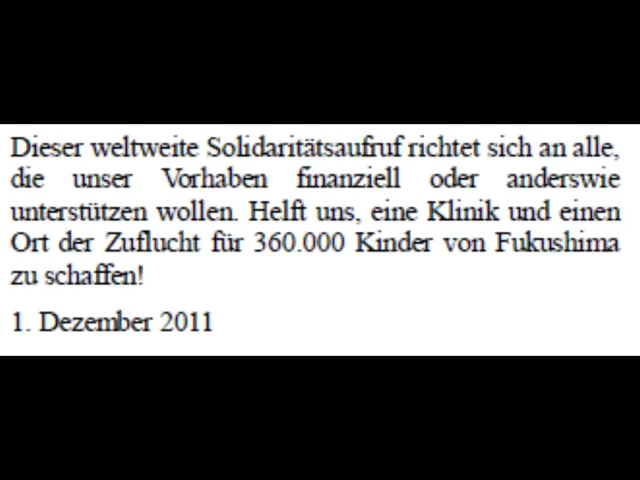 Dieser weltweite Solidaritätsaufruf richtet sich an alle,
die unser Vorhaben finanziell oder anderswie
unterstützen wollen. Helft uns, eine Klinik und einen
Ort der Zuflucht für 360.000 Kinder von Fukushima
zu schaffen!
1. Dezember 2011